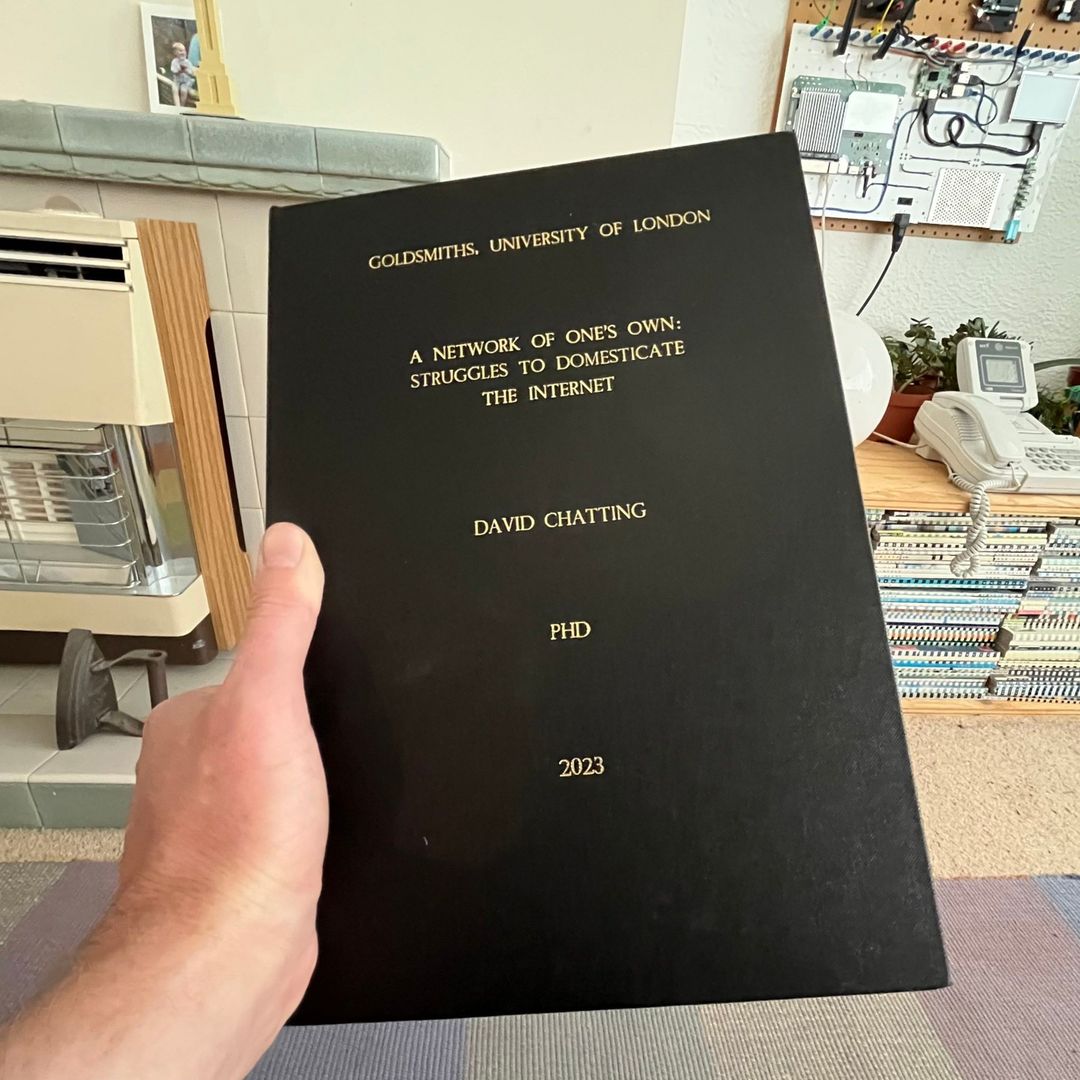 GOLDSMITHS, UNIVERSITY OF LONDON
A NETWORK OF ONE'S OWN:
STRUGGLES TO DOMESTICATE
THE INTERNET
DAVID CHATTING
PHD
2023